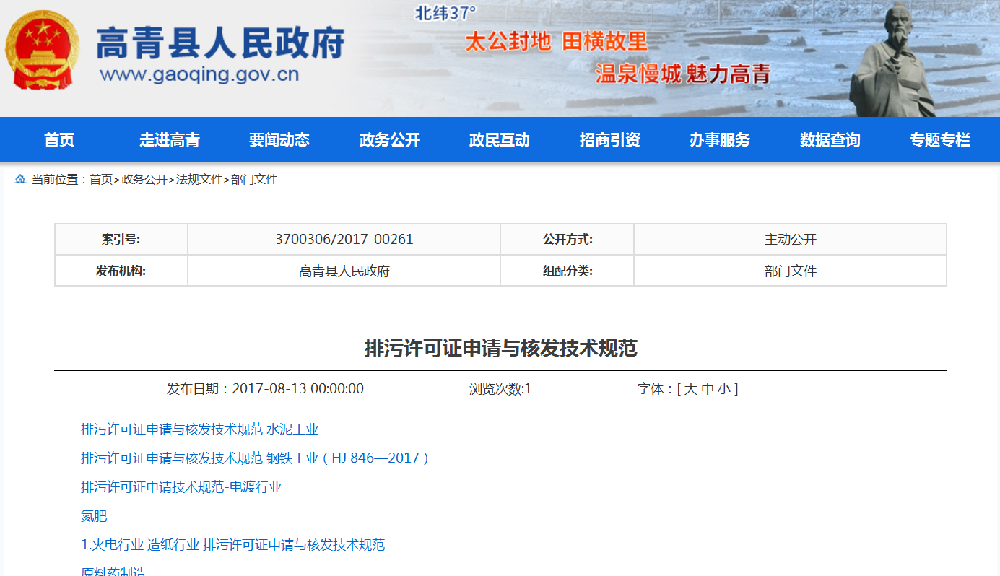 北纬37°
太公封地 田横故里
温泉慢城 魅力高青
高青县人民政府
www.gaoqing.gov.cn
首页 走进高青 要闻动态 政务公开 政民互动 招商引资 办事服务 数据查询 专题专栏
当前位置：首页>政务公开>法规文件>部门文件
索引号: 3700306/2017-00261 公开方式: 主动公开
发布机构: 高青县人民政府 组配分类: 部门文件
排污许可证申请与核发技术规范
发布日期：2017-08-13 00:00:00 浏览次数:1 字体：[ 大 中 小 ]
排污许可证申请与核发技术规范 水泥工业
排污许可证申请与核发技术规范 钢铁工业（HJ 846—2017）
排污许可证申请技术规范-电渡行业
氮肥
1.火电行业 造纸行业 排污许可证申请与核发技术规范
原料药制造